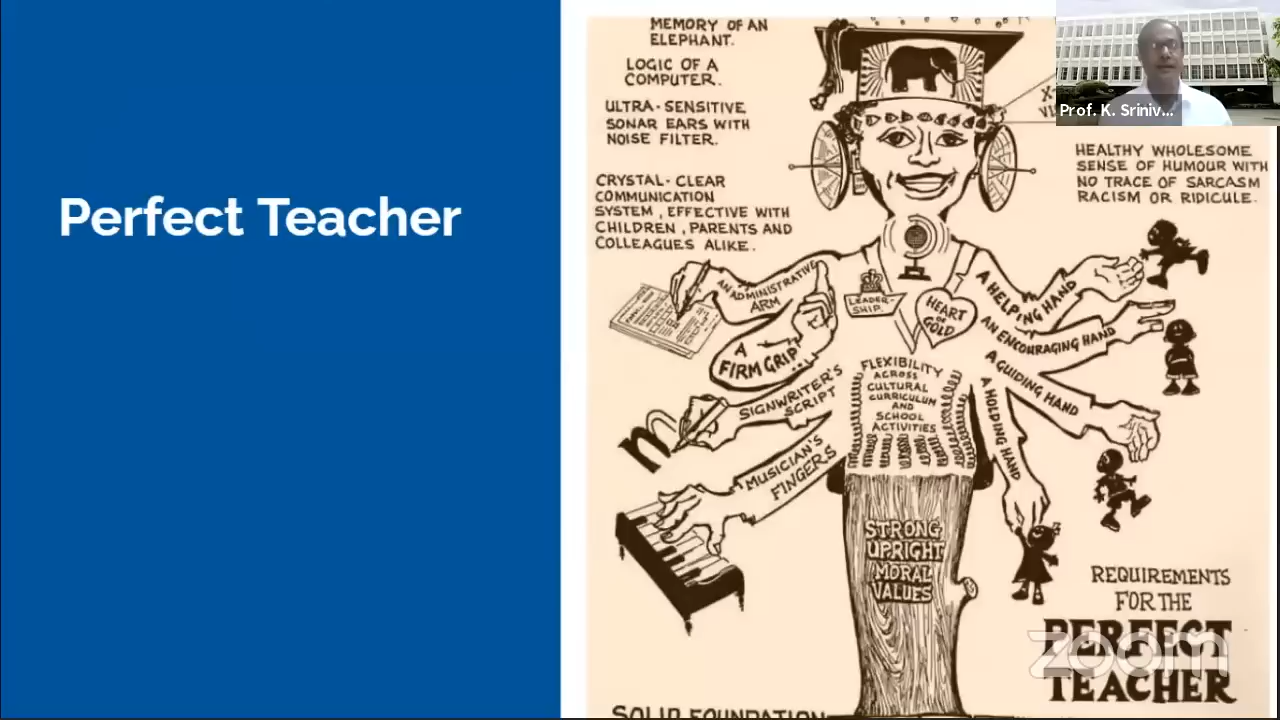 Perfect Teacher
MEMORY OF AN
ELEPHANT.
LOGIC OF A
COMPUTER.
ULTRA-SENSITIVE
SONAR EARS WITH
NOISE FILTER.
CRYSTAL-CLEAR
COMMUNICATION
SYSTEM, EFFECTIVE WITH
CHILDREN, PARENTS AND
COLLEAGUES ALIKE.
AN ADMINISTRATIVE
ARM
A
FIRM GRIP
SIGNWRITER'S
SCRIPT
n
MUSICIAN'S
FINGERS
LEADER-
SHIP.
HEART
OF
GOLD
FLEXIBILITY
ACROSS
CULTURAL
CURRICULUM
AND
SCHOOL
ACTIVITIES
STRONG
UPRIGHT
MORAL
VALUES
Prof. K. Sriniv...
HEALTHY WHOLESOME
SENSE OF HUMOUR WITH
NO TRACE OF SARCASM
RACISM OR RIDICULE.
A HELPING HAND
AN ENCOURAGING HAND
A GUIDING HAND
A HOLDING HAND
REQUIREMENTS
FOR THE
PERFECT
TEACHER
zoom
SOLID FOUNDATION